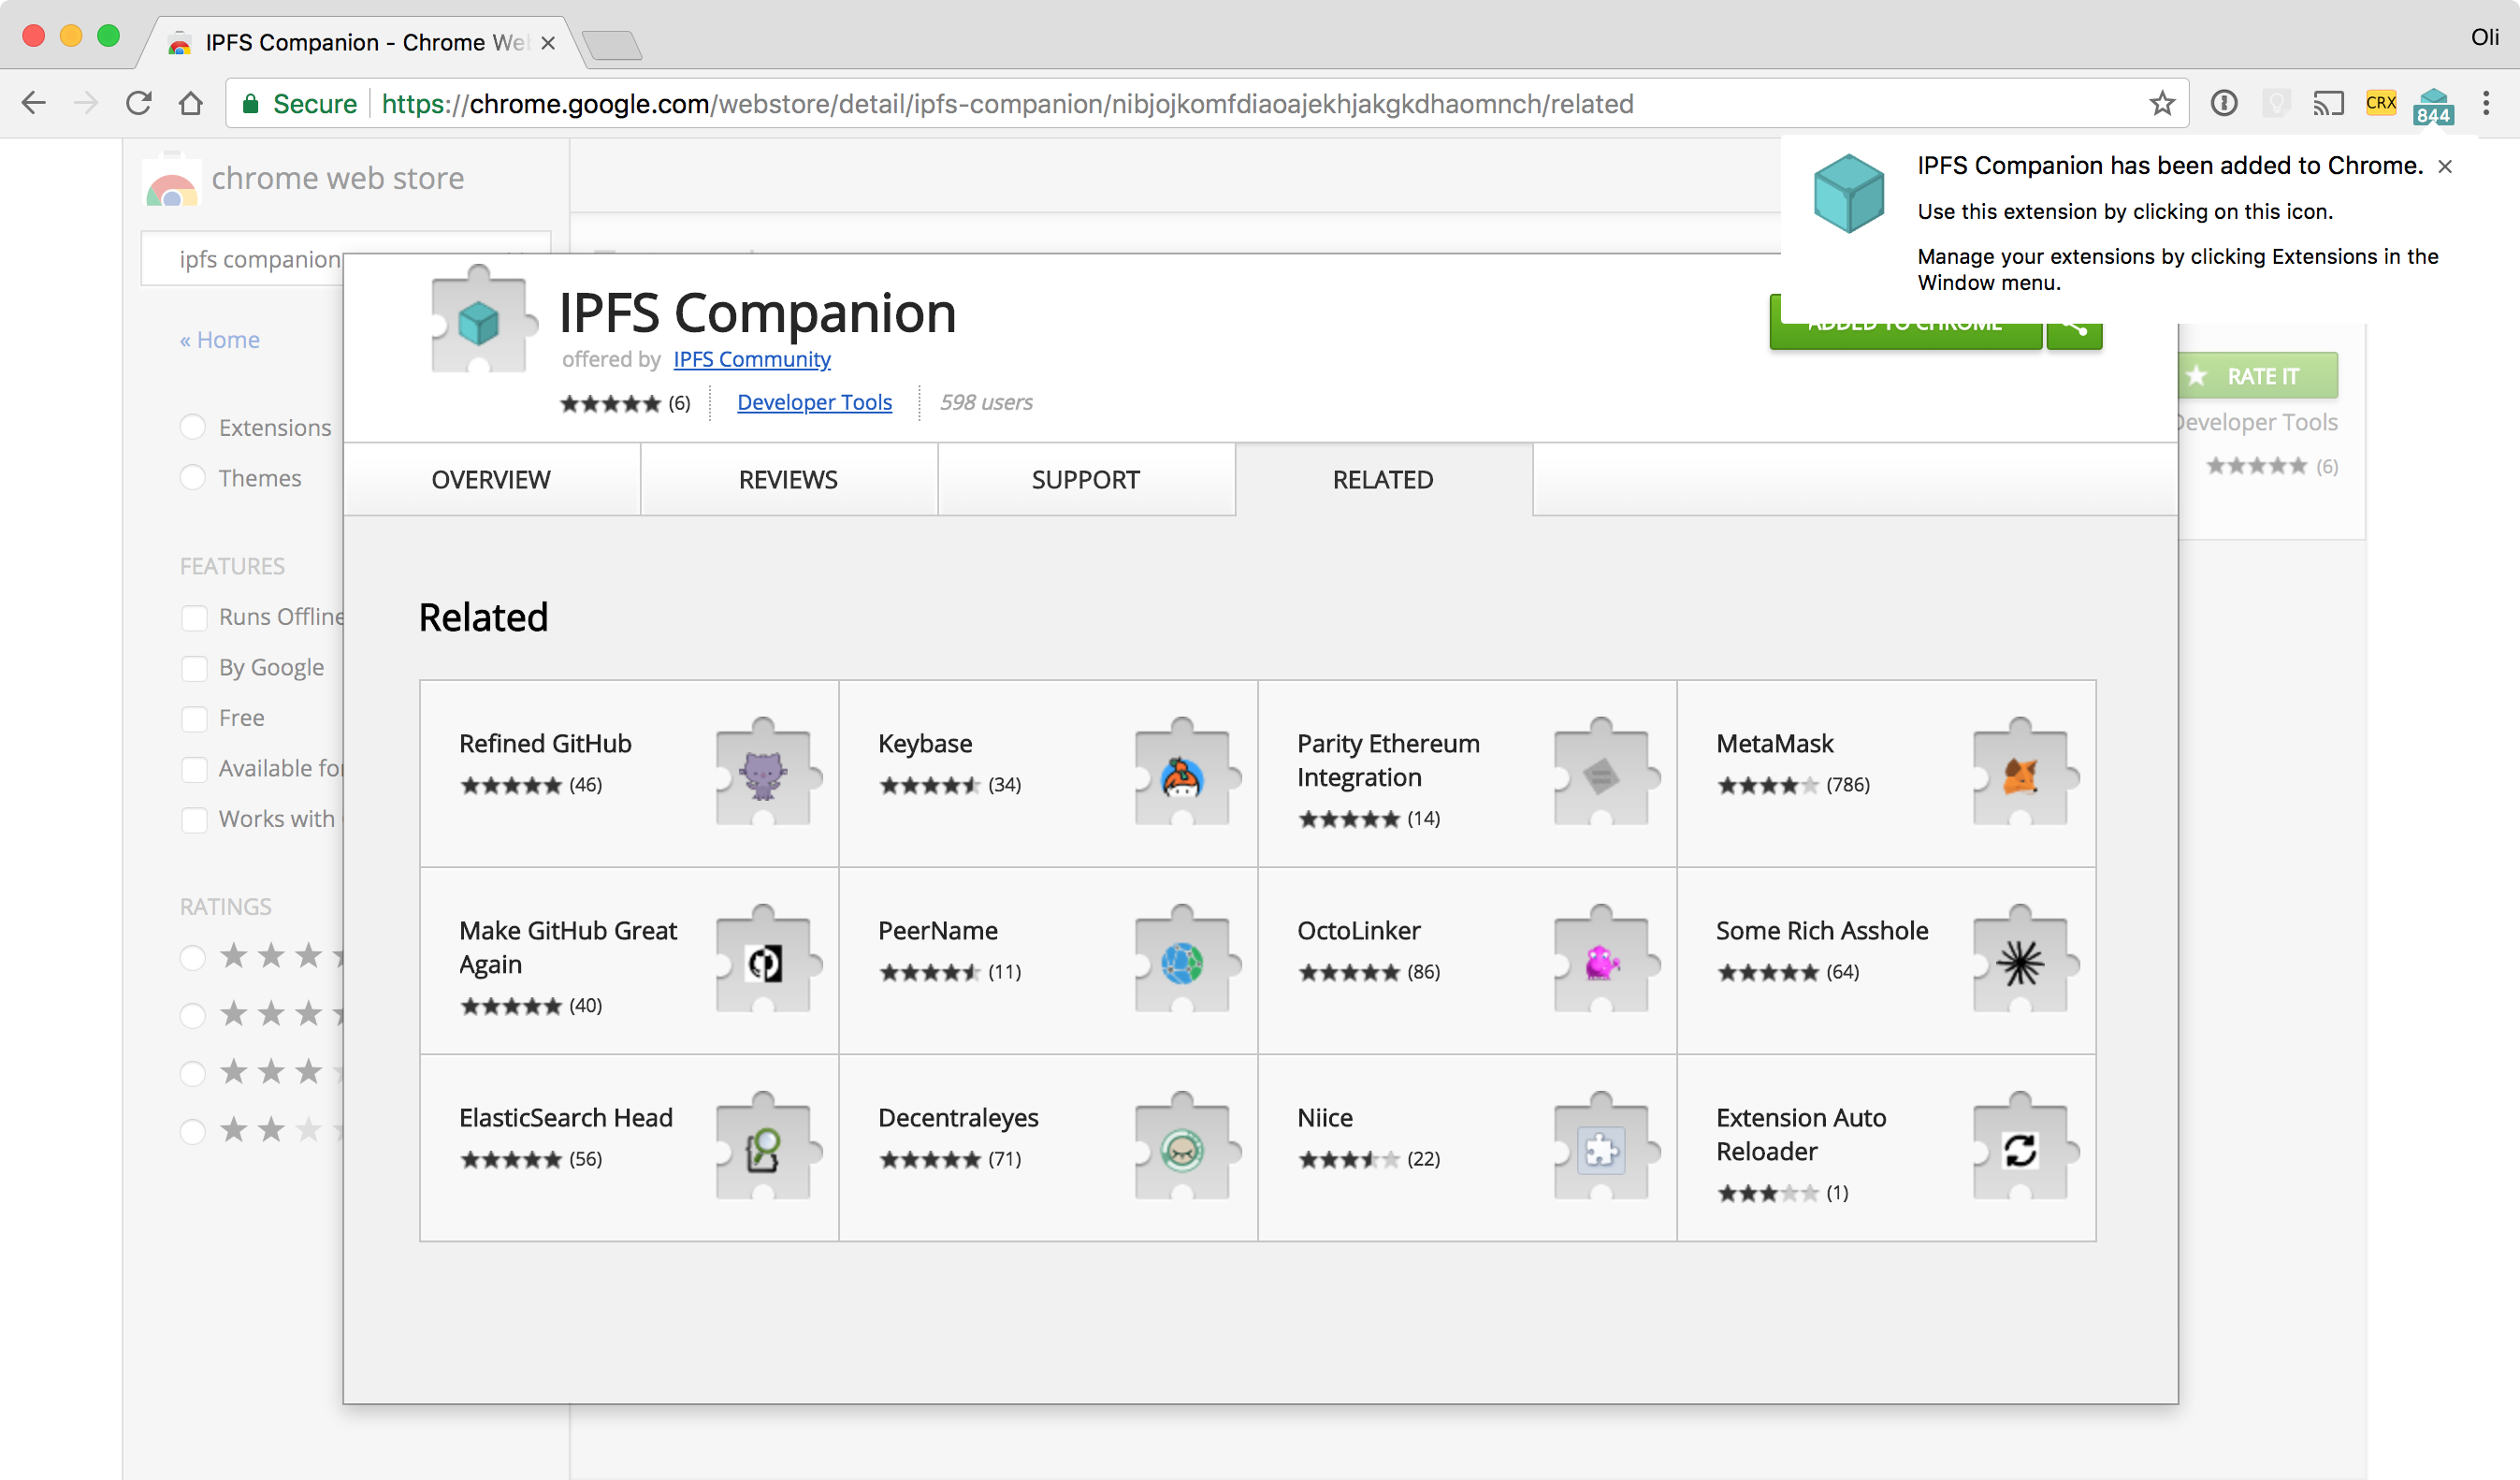 IPFS Companion - Chrome We
Oli
Secure https://chrome.google.com/webstore/detail/ipfs-companion/nibjojkomfdiaoajekhjakgkdhaomnch/related
CRX
844
chrome web store
IPFS Companion has been added to Chrome.
Use this extension by clicking on this icon.
Manage your extensions by clicking Extensions in the
Window menu.
ipfs companion
« Home
Extensions
Themes
FEATURES
Runs Offline
By Google
Free
Available for
Works with
RATINGS
IPFS Companion
offered by IPFS Community
(6) Developer Tools 598 users
ADDED TO CHROME
RATE IT
Developer Tools
(6)
OVERVIEW
REVIEWS
SUPPORT
RELATED
Related
Refined GitHub
(46)
Keybase
(34)
Parity Ethereum
Integration
(14)
MetaMask
(786)
Make GitHub Great
Again
(40)
PeerName
(11)
OctoLinker
(86)
Some Rich Asshole
(64)
ElasticSearch Head
(56)
Decentraleyes
(71)
Niice
(22)
Extension Auto
Reloader
(1)